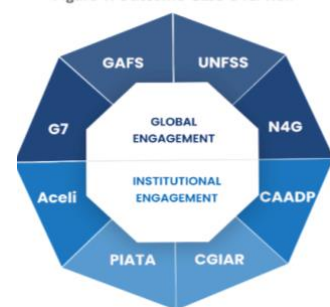 GAFS
UNFSS
G7
GLOBAL
ENGAGEMENT
N4G
Aceli
INSTITUTIONAL
ENGAGEMENT
CAADP
PIATA
CGIAR